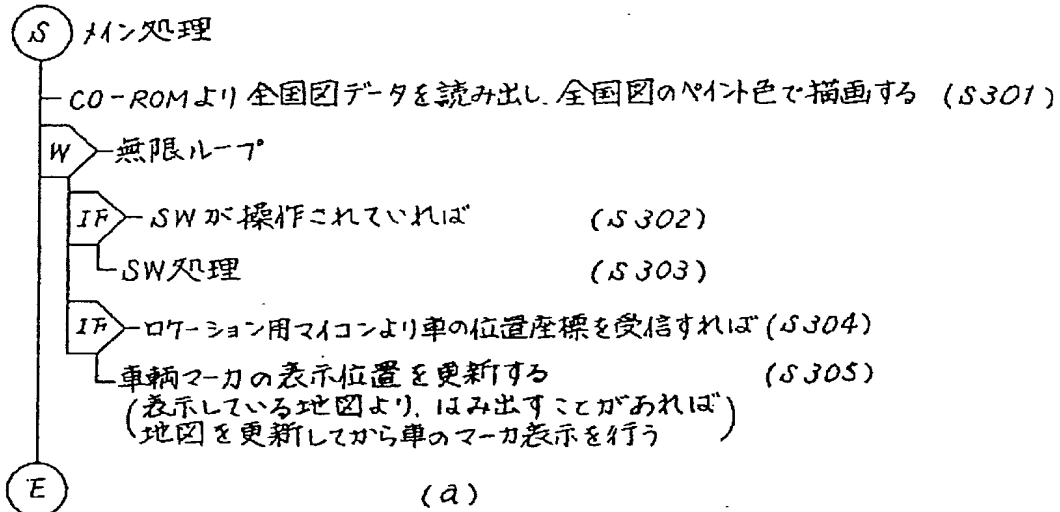 S メイン処理
CO-ROMより全国図データを読み出し、全国図のペイント色で描画する (S301)
W 無限ループ
IF SWが操作されていれば (S302)
SW処理 (S303)
IF ロケーション用マイコンより車の位置座標を受信すれば (S304)
車輌マーカの表示位置を更新する (S305)
(表示している地図より、はみ出すことがあれば
地図を更新してから車のマーカ表示を行う)
E
(a)